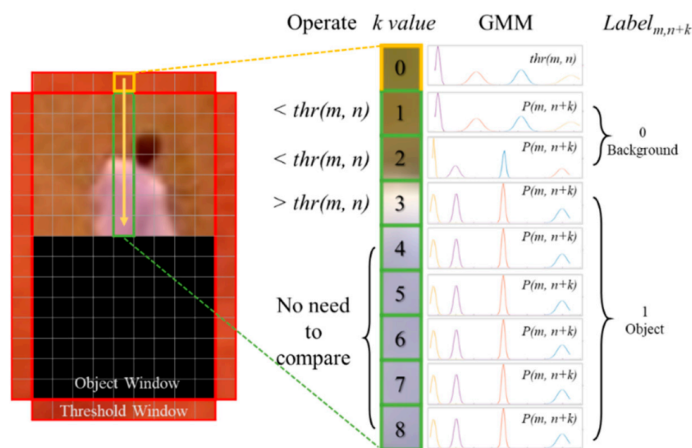 Operate k value GMM Label_{m,n+k}
0 thr(m, n)
< thr(m, n) 1 P(m, n+k)
0
Background
< thr(m, n) 2 P(m, n+k)
> thr(m, n) 3 P(m, n+k)
4 P(m, n+k)
No need
to
compare
5 P(m, n+k)
1
Object
6 P(m, n+k)
7 P(m, n+k)
8 P(m, n+k)
Object Window
Threshold Window